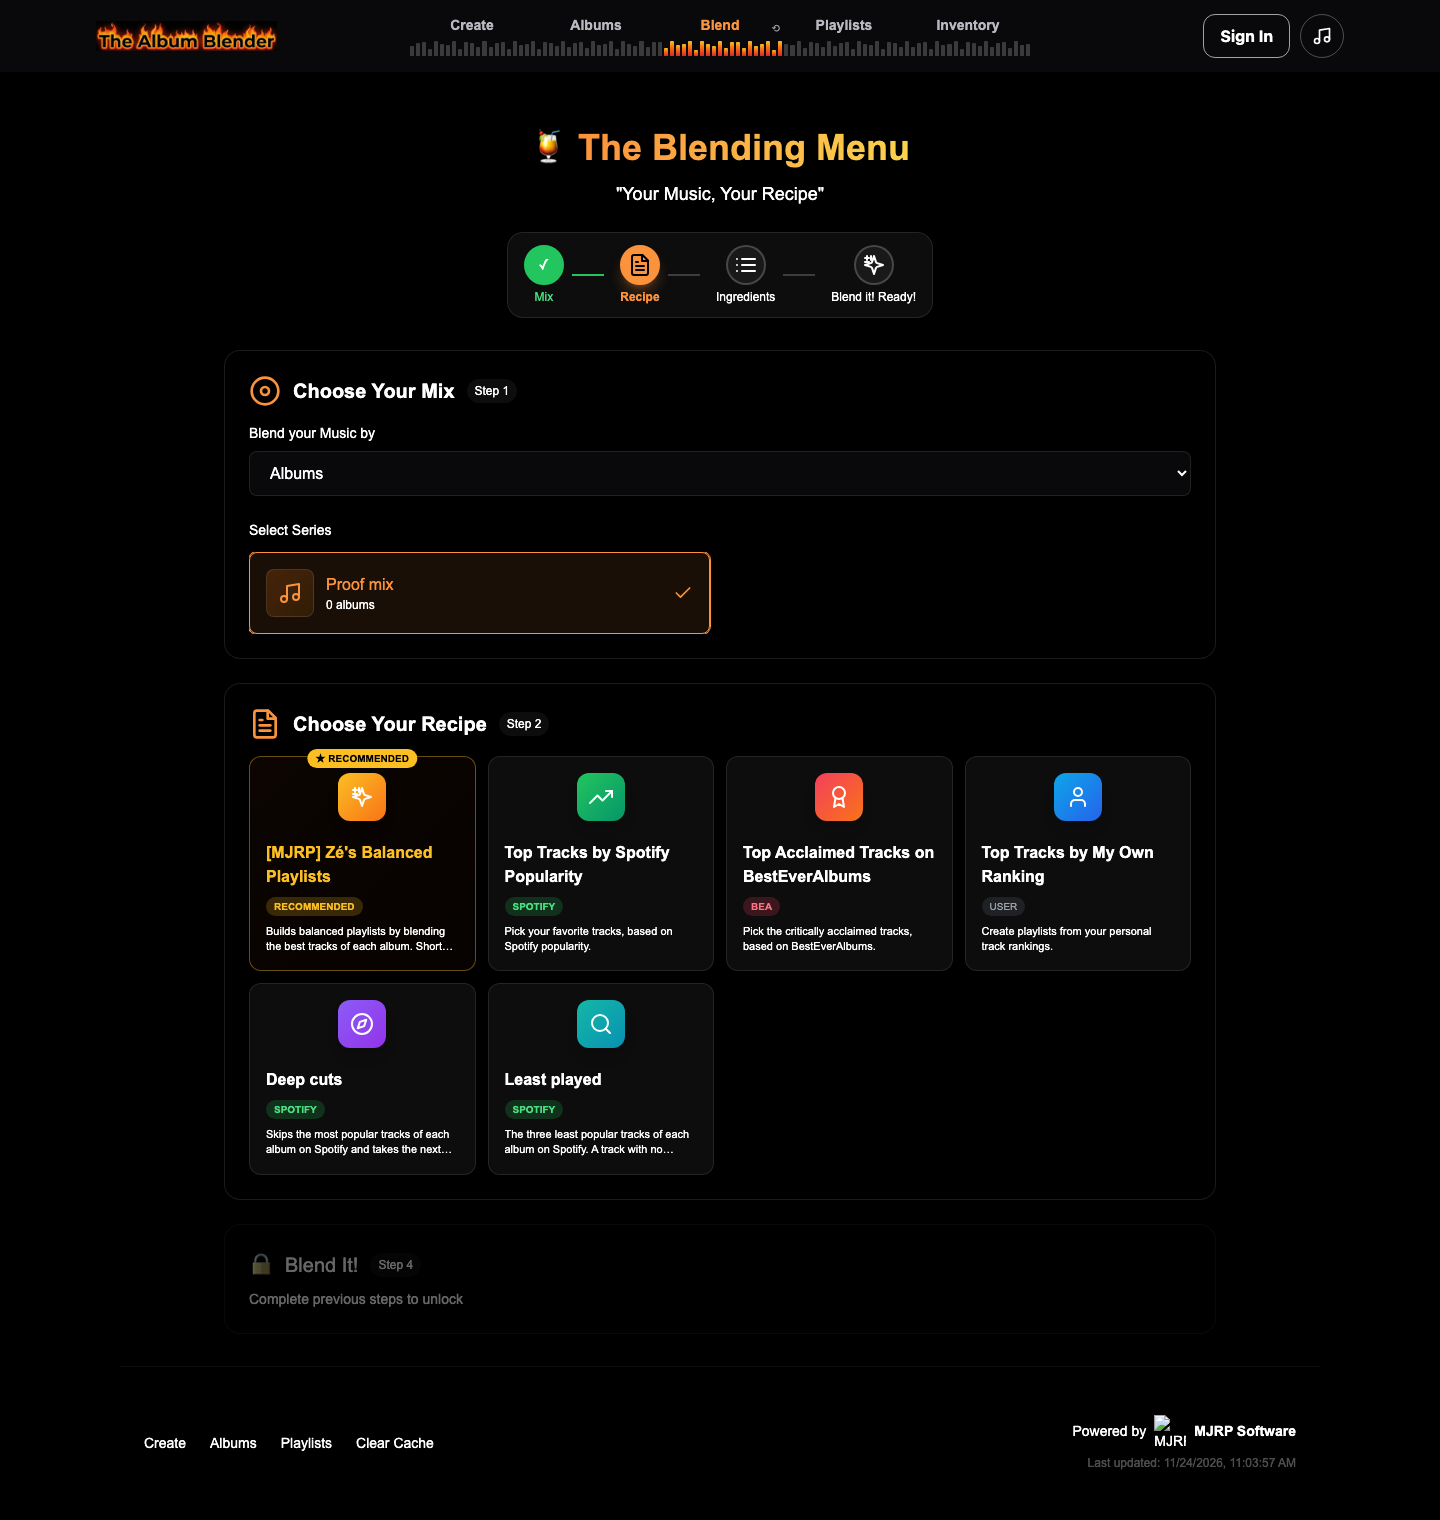 The Album Blender
Create
Albums
Blend
Playlists
Inventory
Sign In
The Blending Menu
"Your Music, Your Recipe"
Mix
Recipe
Ingredients
Blend it! Ready!
Choose Your Mix
Step 1
Blend your Music by
Albums
Select Series
Proof mix
0 albums
Choose Your Recipe
Step 2
★ RECOMMENDED
[MJRP] Zé's Balanced
Playlists
RECOMMENDED
Builds balanced playlists by blending
the best tracks of each album. Short…
Top Tracks by Spotify
Popularity
SPOTIFY
Pick your favorite tracks, based on
Spotify popularity.
Top Acclaimed Tracks on
BestEverAlbums
BEA
Pick the critically acclaimed tracks,
based on BestEverAlbums.
Top Tracks by My Own
Ranking
USER
Create playlists from your personal
track rankings.
Deep cuts
SPOTIFY
Skips the most popular tracks of each
album on Spotify and takes the next…
Least played
SPOTIFY
The three least popular tracks of each
album on Spotify. A track with no…
Blend It!
Step 4
Complete previous steps to unlock
Create
Albums
Playlists
Clear Cache
Powered by
MJRP Software
Last updated: 11/24/2026, 11:03:57 AM